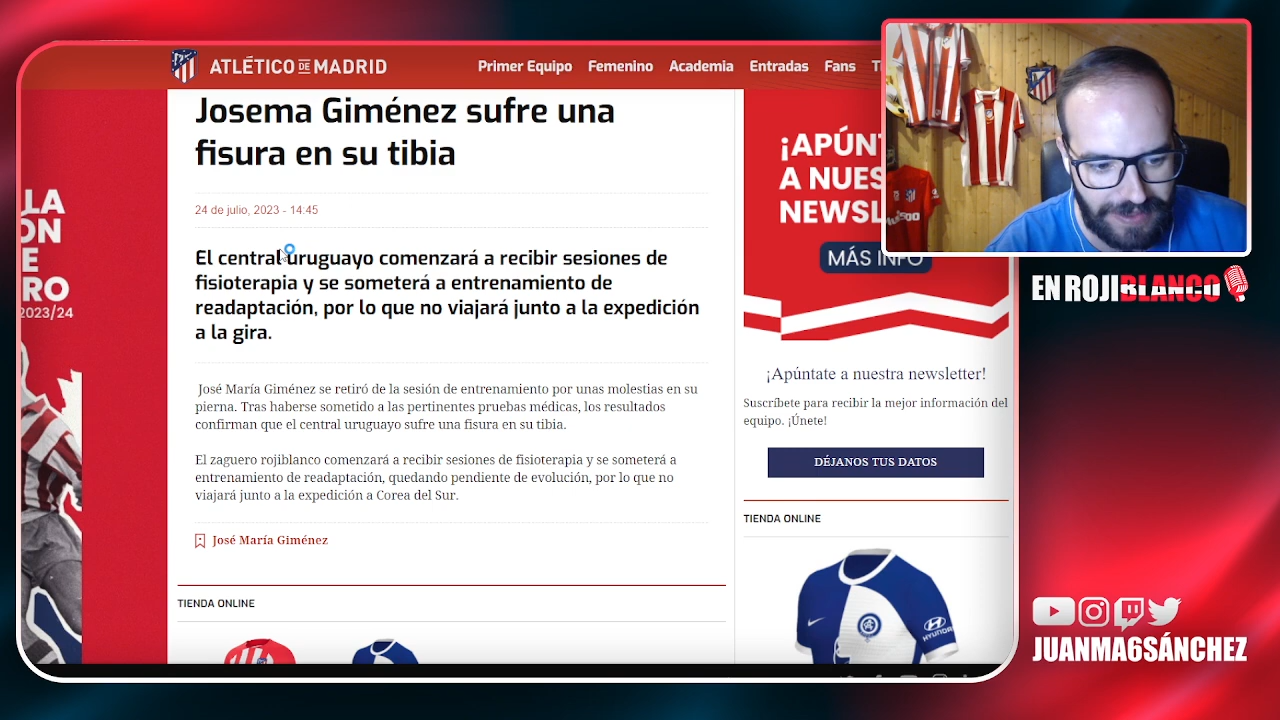 ATLÉTICO DE MADRID
Primer Equipo Femenino Academia Entradas Fans T
Josema Giménez sufre una
fisura en su tibia
24 de julio, 2023 - 14:45
El central uruguayo comenzará a recibir sesiones de
fisioterapia y se someterá a entrenamiento de
readaptación, por lo que no viajará junto a la expedición
a la gira.
José María Giménez se retiró de la sesión de entrenamiento por unas molestias en su
pierna. Tras haberse sometido a las pertinentes pruebas médicas, los resultados
confirman que el central uruguayo sufre una fisura en su tibia.
El zaguero rojiblanco comenzará a recibir sesiones de fisioterapia y se someterá a
entrenamiento de readaptación, quedando pendiente de evolución, por lo que no
viajará junto a la expedición a Corea del Sur.
José María Giménez
TIENDA ONLINE
LA
ON
E
RO
2023/24
¡APÚNT
A NUES
NEWSL
MÁS INFO
¡Apúntate a nuestra newsletter!
Suscríbete para recibir la mejor información del
equipo. ¡Únete!
DÉJANOS TUS DATOS
TIENDA ONLINE
HYUNDAI
EN ROJIBLANCO
JUANMA6SÁNCHEZ